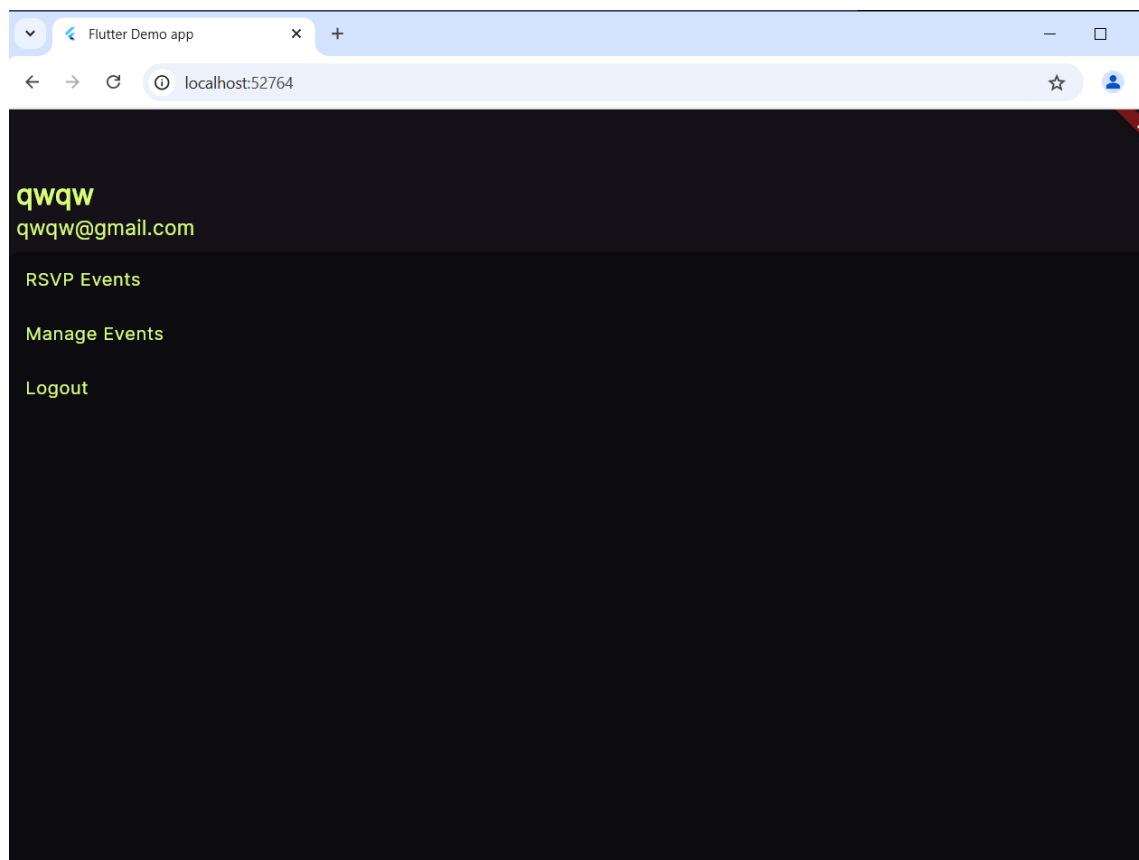 Flutter Demo app
localhost:52764
qwqw
qwqw@gmail.com
RSVP Events
Manage Events
Logout